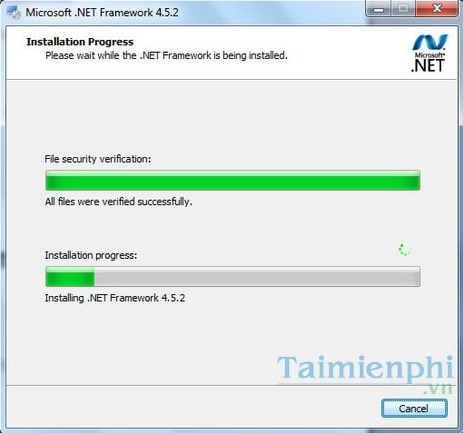 Microsoft .NET Framework 4.5.2
Installation Progress
Please wait while the .NET Framework is being installed.
Microsoft®
.NET
File security verification:
All files were verified successfully.
Installation progress:
Installing .NET Framework 4.5.2
Taimienphi
.vn
Cancel